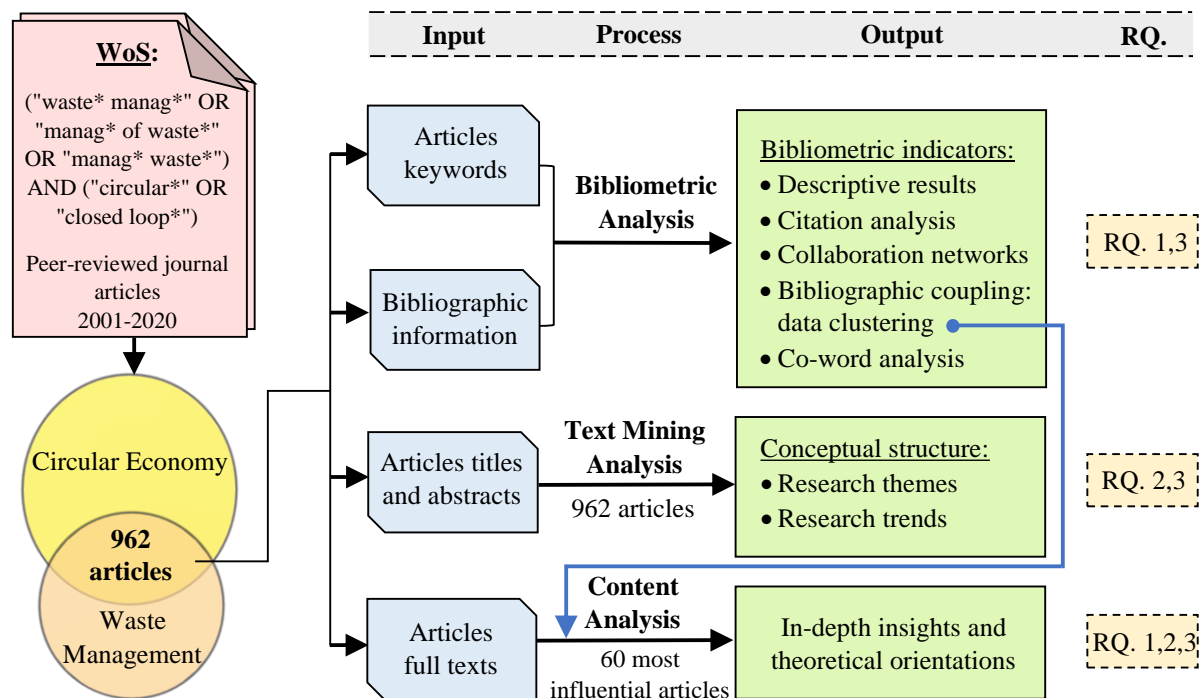 WoS:
("waste* manag*" OR
"manag* of waste*"
OR "manag* waste*")
AND ("circular*" OR
"closed loop*")
Peer-reviewed journal
articles
2001-2020
Circular Economy
962
articles
Waste
Management
Input Process Output RQ.
Articles
keywords
Bibliographic
information
Bibliometric
Analysis
Bibliometric indicators:
• Descriptive results
• Citation analysis
• Collaboration networks
• Bibliographic coupling:
data clustering
• Co-word analysis
RQ. 1,3
Articles titles
and abstracts
Text Mining
Analysis
962 articles
Conceptual structure:
• Research themes
• Research trends
RQ. 2,3
Articles
full texts
Content
Analysis
60 most
influential articles
In-depth insights and
theoretical orientations
RQ. 1,2,3